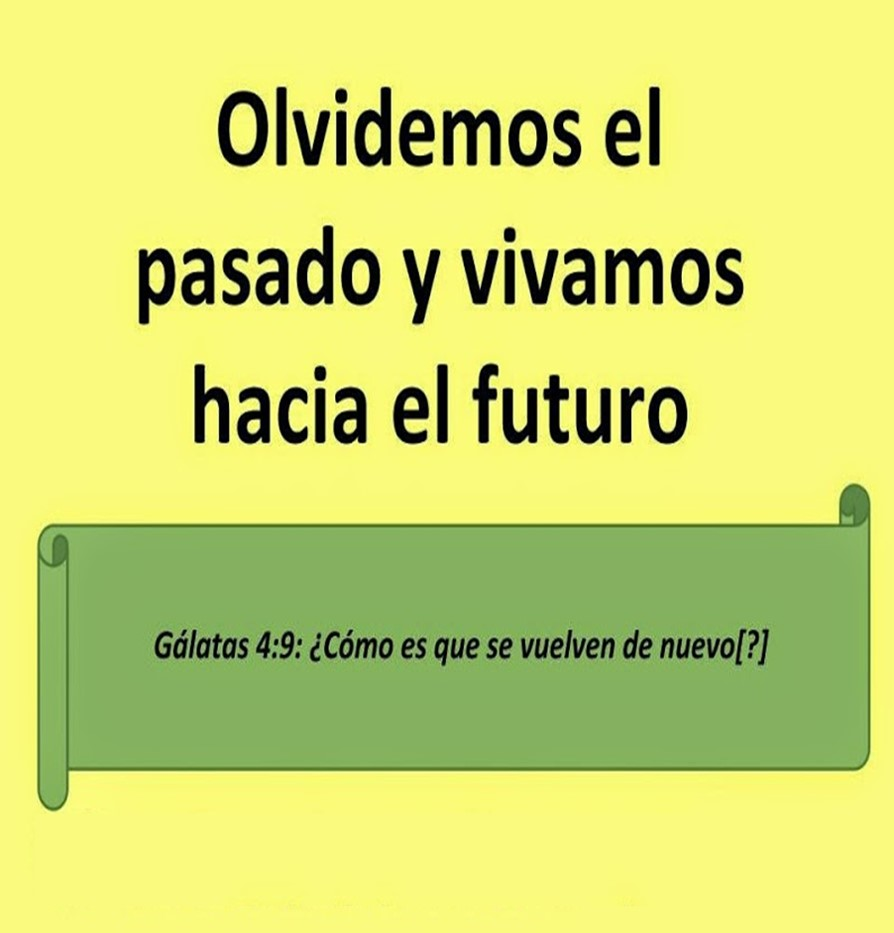 Olvidemos el
pasado y vivamos
hacia el futuro
Gálatas 4:9: ¿Cómo es que se vuelven de nuevo[?]